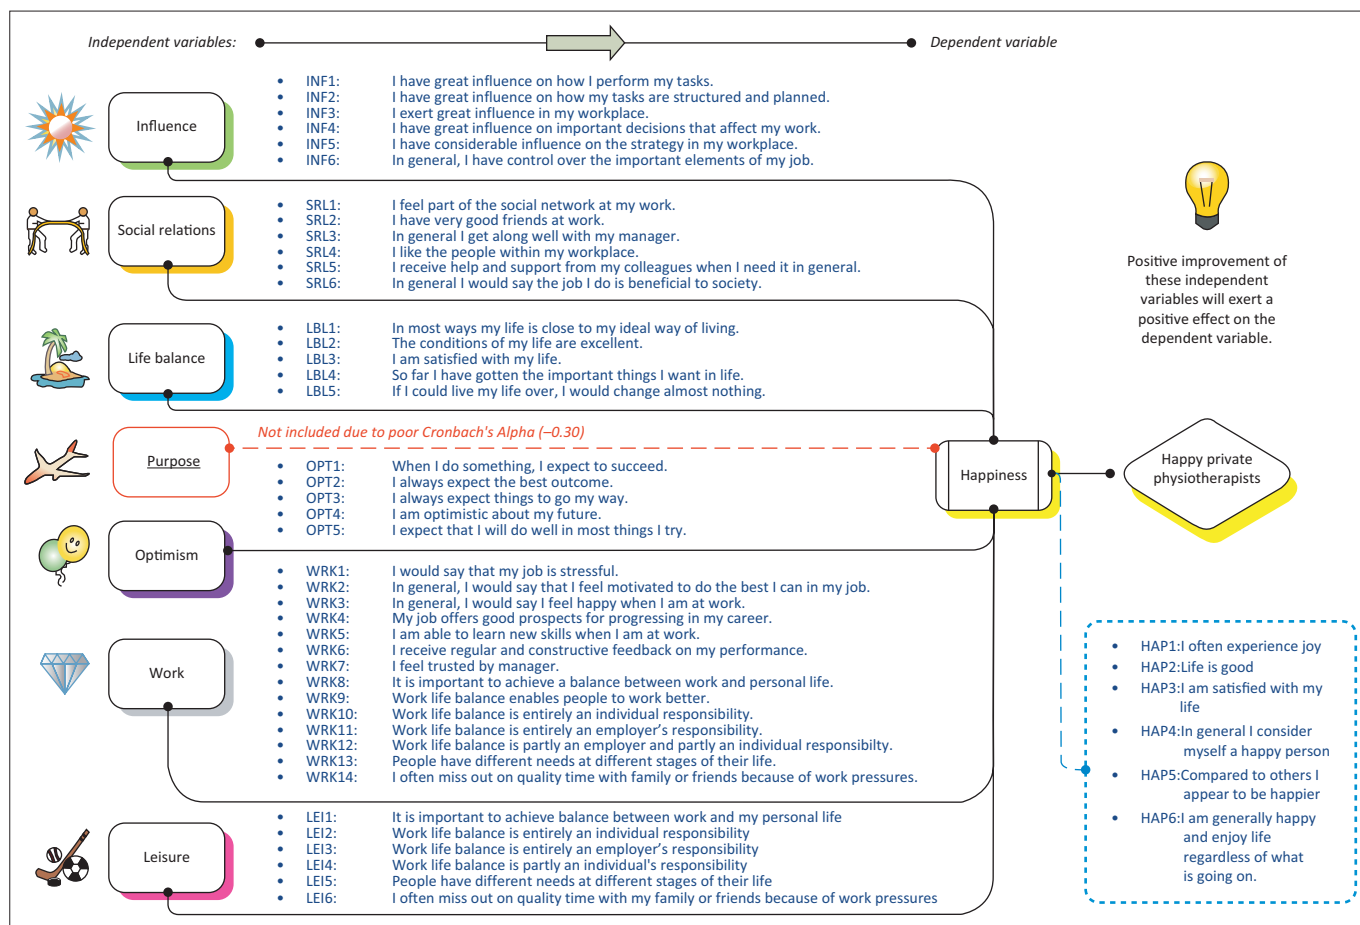 Independent variables:
Dependent variable
Influence
• INF1: I have great influence on how I perform my tasks.
• INF2: I have great influence on how my tasks are structured and planned.
• INF3: I exert great influence in my workplace.
• INF4: I have great influence on important decisions that affect my work.
• INF5: I have considerable influence on the strategy in my workplace.
• INF6: In general, I have control over the important elements of my job.
Social relations
• SRL1: I feel part of the social network at my work.
• SRL2: I have very good friends at work.
• SRL3: In general I get along well with my manager.
• SRL4: I like the people within my workplace.
• SRL5: I receive help and support from my colleagues when I need it in general.
• SRL6: In general I would say the job I do is beneficial to society.
Life balance
• LBL1: In most ways my life is close to my ideal way of living.
• LBL2: The conditions of my life are excellent.
• LBL3: I am satisfied with my life.
• LBL4: So far I have gotten the important things I want in life.
• LBL5: If I could live my life over, I would change almost nothing.
Purpose
Not included due to poor Cronbach's Alpha (–0.30)
Optimism
• OPT1: When I do something, I expect to succeed.
• OPT2: I always expect the best outcome.
• OPT3: I always expect things to go my way.
• OPT4: I am optimistic about my future.
• OPT5: I expect that I will do well in most things I try.
Work
• WRK1: I would say that my job is stressful.
• WRK2: In general, I would say that I feel motivated to do the best I can in my job.
• WRK3: In general, I would say I feel happy when I am at work.
• WRK4: My job offers good prospects for progressing in my career.
• WRK5: I am able to learn new skills when I am at work.
• WRK6: I receive regular and constructive feedback on my performance.
• WRK7: I feel trusted by manager.
• WRK8: It is important to achieve a balance between work and personal life.
• WRK9: Work life balance enables people to work better.
• WRK10: Work life balance is entirely an individual responsibility.
• WRK11: Work life balance is entirely an employer’s responsibility.
• WRK12: Work life balance is partly an employer and partly an individual responsibilty.
• WRK13: People have different needs at different stages of their life.
• WRK14: I often miss out on quality time with family or friends because of work pressures.
Leisure
• LEI1: It is important to achieve balance between work and my personal life
• LEI2: Work life balance is entirely an individual responsibility
• LEI3: Work life balance is entirely an employer’s responsibility
• LEI4: Work life balance is partly an individual's responsibility
• LEI5: People have different needs at different stages of their life
• LEI6: I often miss out on quality time with my family or friends because of work pressures
Positive improvement of
these independent
variables will exert a
positive effect on the
dependent variable.
Happiness
Happy private
physiotherapists
• HAP1:I often experience joy
• HAP2:Life is good
• HAP3:I am satisfied with my
life
• HAP4:In general I consider
myself a happy person
• HAP5:Compared to others I
appear to be happier
• HAP6:I am generally happy
and enjoy life
regardless of what
is going on.